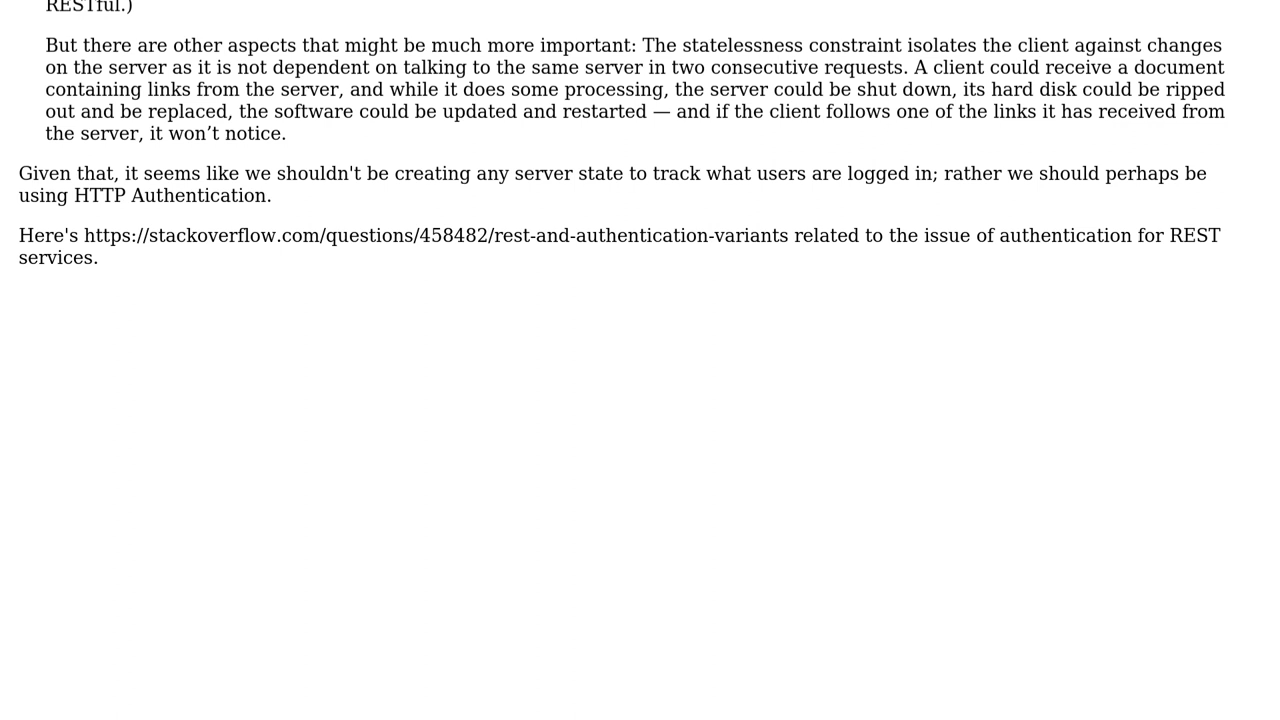 RESTful.)
But there are other aspects that might be much more important: The statelessness constraint isolates the client against changes
on the server as it is not dependent on talking to the same server in two consecutive requests. A client could receive a document
containing links from the server, and while it does some processing, the server could be shut down, its hard disk could be ripped
out and be replaced, the software could be updated and restarted — and if the client follows one of the links it has received from
the server, it won’t notice.
Given that, it seems like we shouldn't be creating any server state to track what users are logged in; rather we should perhaps be
using HTTP Authentication.
Here's https://stackoverflow.com/questions/458482/rest-and-authentication-variants related to the issue of authentication for REST
services.